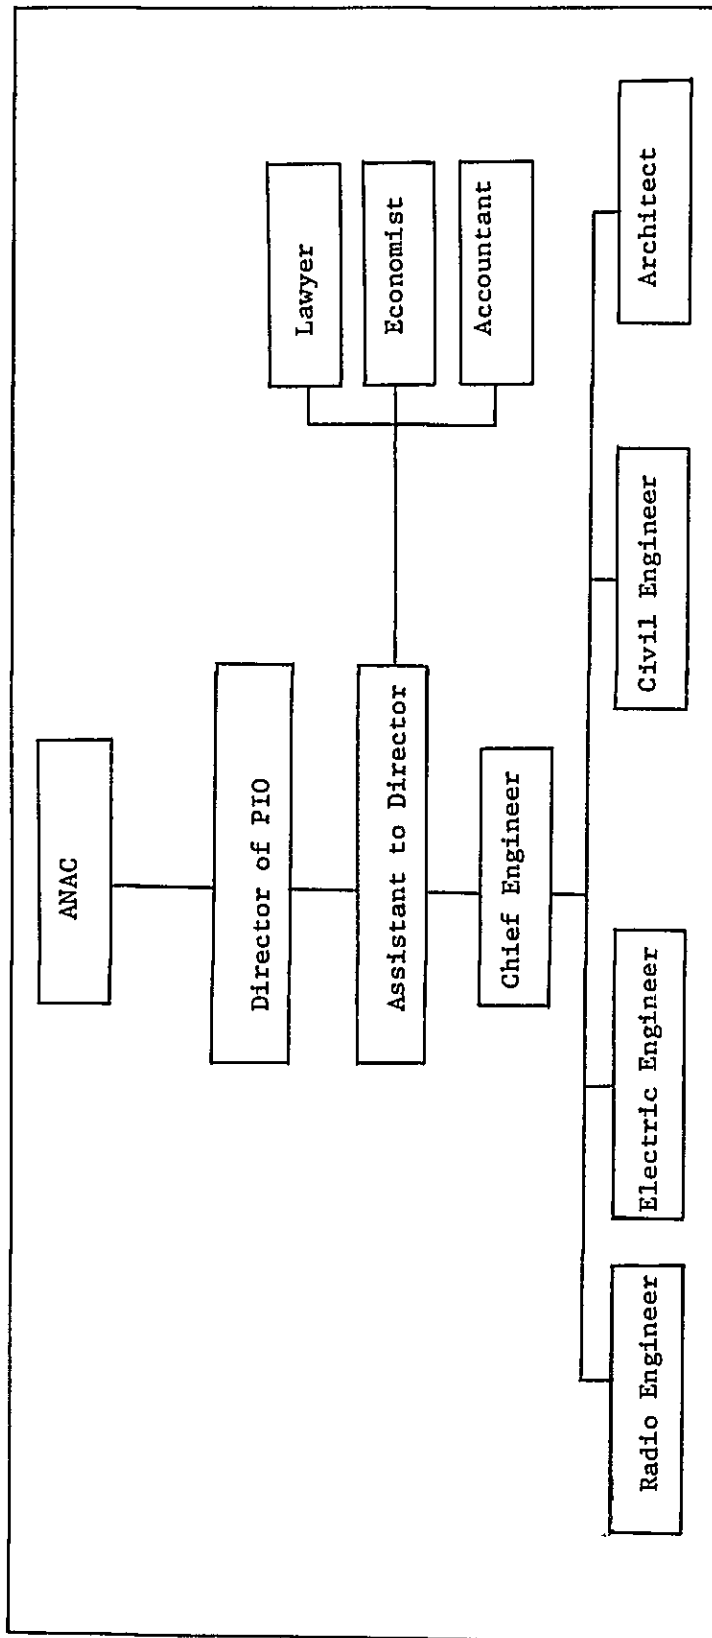 ANAC
Director of PIO
Assistant to Director
Lawyer
Economist
Accountant
Chief Engineer
Radio Engineer
Electric Engineer
Civil Engineer
Architect